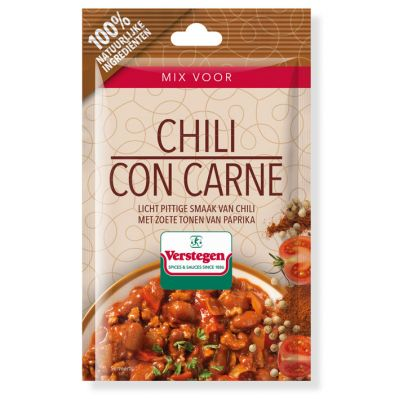 100%
NATUURLIJKE
INGREDIËNTEN
MIX VOOR
CHILI
CON CARNE
LICHT PITTIGE SMAAK VAN CHILI
MET ZOETE TONEN VAN PAPRIKA
Verstegen
SPICES & SAUCES SINCE 1886